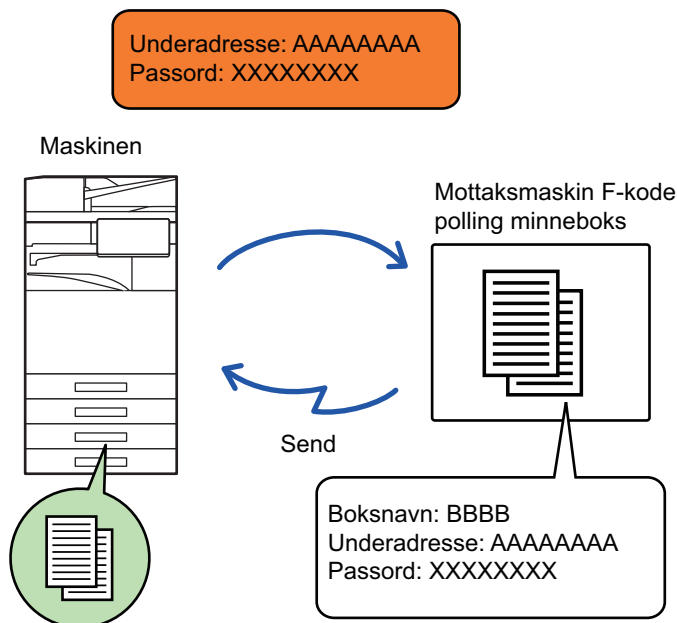 Underadresse: AAAAAAAA
Passord: XXXXXXXX
Maskinen
Mottaksmaskin F-kode
polling minneboks
Send
Boksnavn: BBBB
Underadresse: AAAAAAAA
Passord: XXXXXXXX